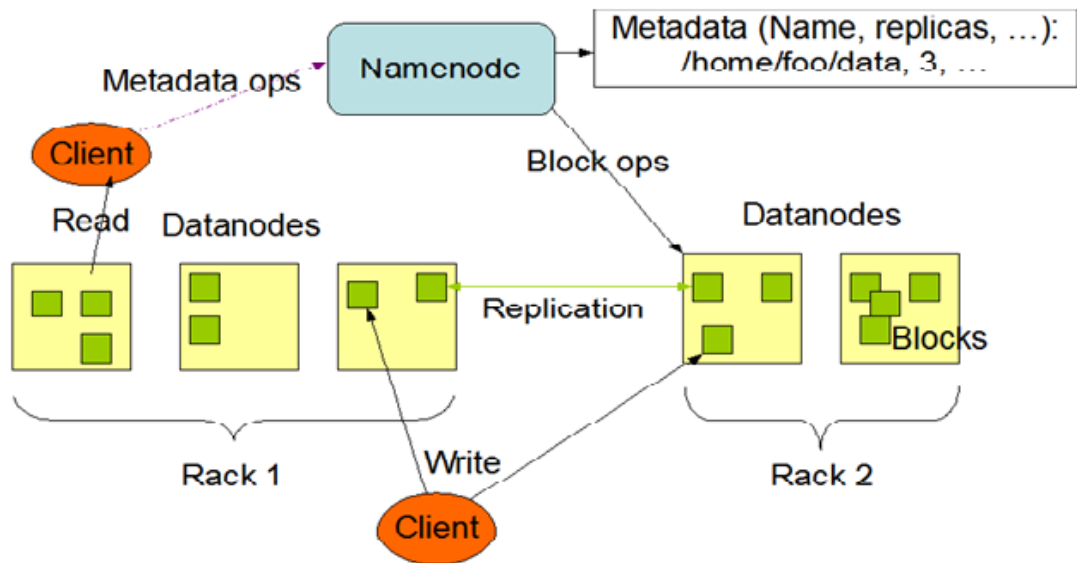 Metadata (Name, replicas, …):
/home/foo/data, 3, …
Namenode
Metadata ops
Client
Block ops
Read
Datanodes
Datanodes
Replication
Blocks
Rack 1
Write
Rack 2
Client